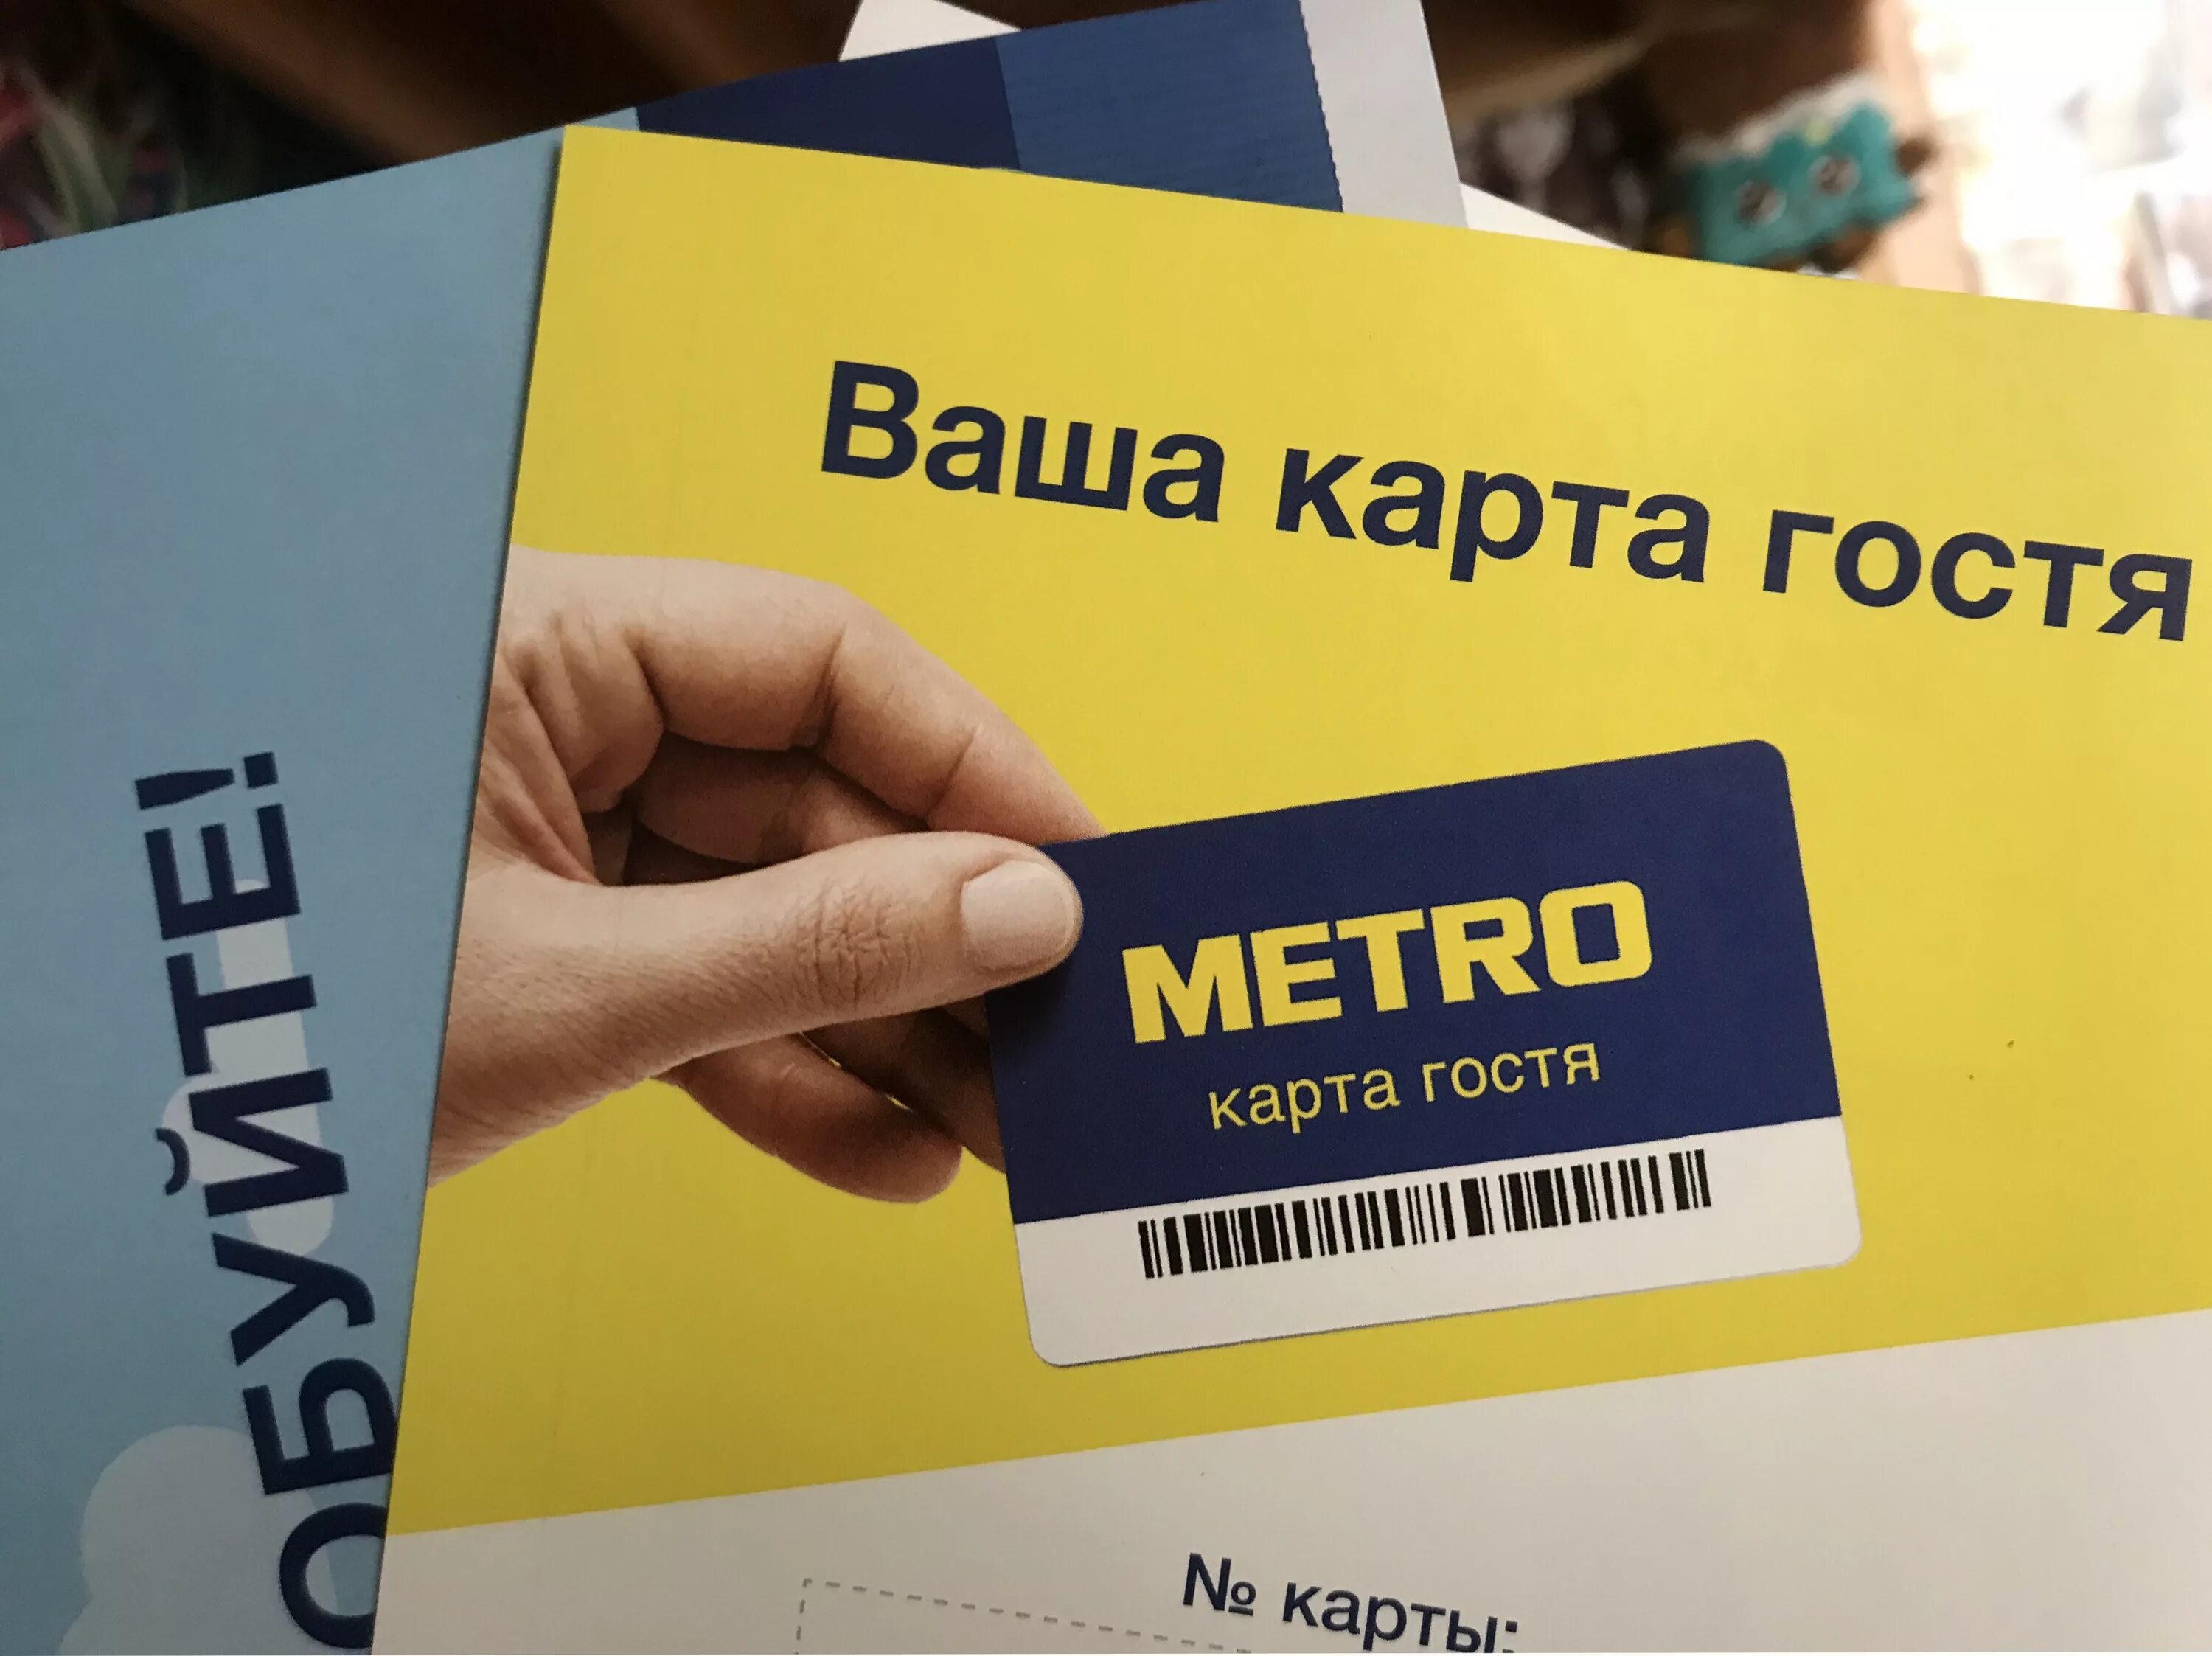 Ваша карта гостя
METRO
карта гостя
№ карты:
ОБУЙТЕ!